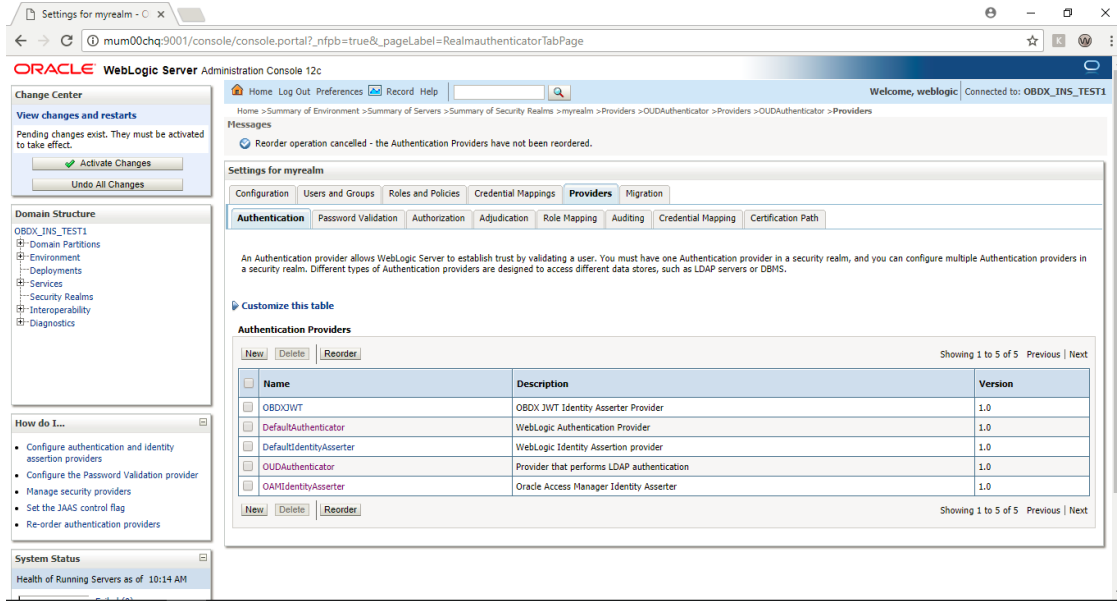 Settings for myrealm - O
mum00chq:9001/console/console.portal?_nfpb=true&_pageLabel=RealmauthenticatorTabPage
ORACLE WebLogic Server Administration Console 12c
Change Center
View changes and restarts
Pending changes exist. They must be activated
to take effect.
Activate Changes
Undo All Changes
Domain Structure
OBDX_INS_TEST1
Domain Partitions
Environment
Deployments
Services
Security Realms
Interoperability
Diagnostics
How do I...
Configure authentication and identity
assertion providers
Configure the Password Validation provider
Manage security providers
Set the JAAS control flag
Re-order authentication providers
System Status
Health of Running Servers as of 10:14 AM
Home Log Out Preferences Record Help
Welcome, weblogic Connected to: OBDX_INS_TEST1
Home >Summary of Environment >Summary of Servers >Summary of Security Realms >myrealm >Providers >OUDAuthenticator >Providers >OUDAuthenticator >Providers
Messages
Reorder operation cancelled - the Authentication Providers have not been reordered.
Settings for myrealm
Configuration Users and Groups Roles and Policies Credential Mappings Providers Migration
Authentication Password Validation Authorization Adjudication Role Mapping Auditing Credential Mapping Certification Path
An Authentication provider allows WebLogic Server to establish trust by validating a user. You must have one Authentication provider in a security realm, and you can configure multiple Authentication providers in
a security realm. Different types of Authentication providers are designed to access different data stores, such as LDAP servers or DBMS.
Customize this table
Authentication Providers
New Delete Reorder Showing 1 to 5 of 5 Previous | Next
Name Description Version
OBDXJWT OBDX JWT Identity Asserter Provider 1.0
DefaultAuthenticator WebLogic Authentication Provider 1.0
DefaultIdentityAsserter WebLogic Identity Assertion provider 1.0
OUDAuthenticator Provider that performs LDAP authentication 1.0
OAMIdentityAsserter Oracle Access Manager Identity Asserter 1.0
New Delete Reorder Showing 1 to 5 of 5 Previous | Next